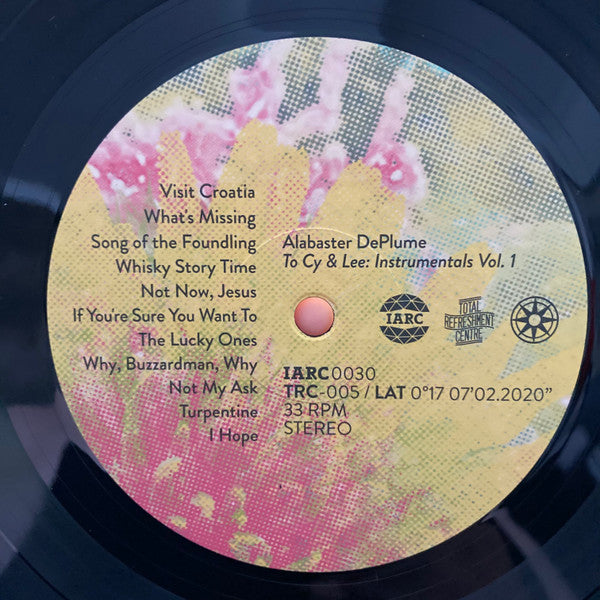 Visit Croatia
What's Missing
Song of the Foundling
Whisky Story Time
Not Now, Jesus
If You're Sure You Want To
The Lucky Ones
Why, Buzzardman, Why
Not My Ask
Turpentine
I Hope
Alabaster DePlume
To Cy & Lee: Instrumentals Vol. 1
IARC
TOTAL
REFRESHMENT
CENTRE
IARC0030
TRC-005 / LAT 0°17 07'02.2020"
33 RPM
STEREO